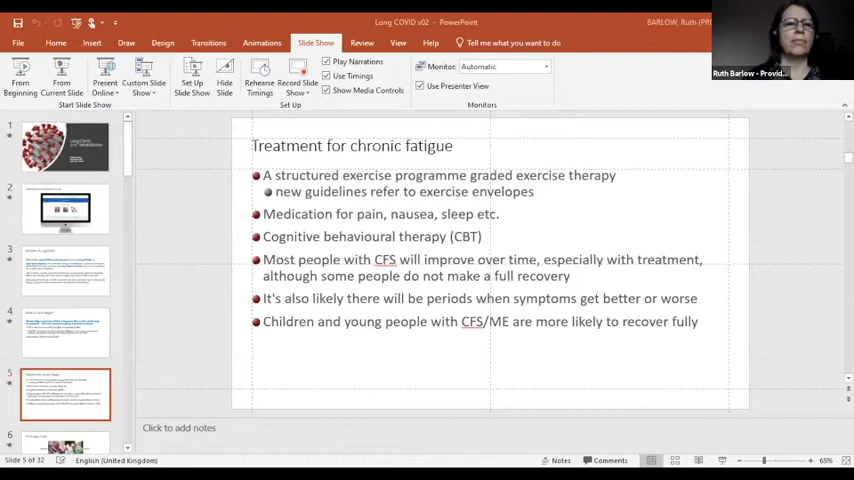 Long COVID v02 - PowerPoint
BARLOW, Ruth (PR
File Home Insert Draw Design Transitions Animations Slide Show Review View Help Tell me what you want to do
From Beginning
From Current Slide
Present Online
Custom Slide Show
Start Slide Show
Set Up Slide Show
Hide Slide
Rehearse Timings
Record Slide Show
Play Narrations
Use Timings
Show Media Controls
Set Up
Monitor: Automatic
Use Presenter View
Monitors
Ruth Barlow - Provid...
1
2
3
4
5
6
Treatment for chronic fatigue
A structured exercise programme graded exercise therapy
new guidelines refer to exercise envelopes
Medication for pain, nausea, sleep etc.
Cognitive behavioural therapy (CBT)
Most people with CFS will improve over time, especially with treatment,
although some people do not make a full recovery
It's also likely there will be periods when symptoms get better or worse
Children and young people with CFS/ME are more likely to recover fully
Click to add notes
Slide 5 of 32 English (United Kingdom) Notes Comments 65%